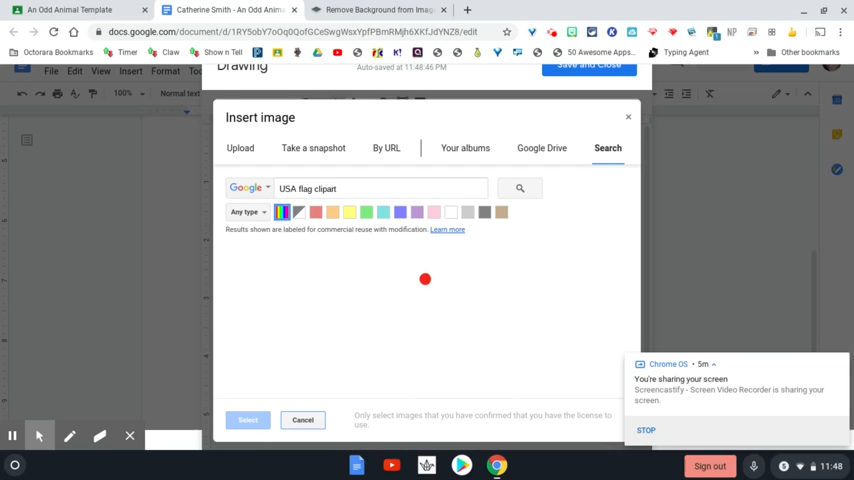 An Odd Animal Template
Catherine Smith - An Odd Anima
Remove Background from Imag
docs.google.com/document/d/1RY5obY7oOq0QofGCeSwgWsxYpfPBmRMjh6XKfJdYNZ8/edit
Octorara Bookmarks
Timer
Claw
Show n Tell
50 Awesome Apps...
Typing Agent
Other bookmarks
File Edit View Insert Format To
Drawing
Auto-saved at 11:48:46 PM
Save and Close
100%
Normal text
Insert image
Upload
Take a snapshot
By URL
Your albums
Google Drive
Search
Google
USA flag clipart
Any type
Results shown are labeled for commercial reuse with modification. Learn more
Select
Cancel
Only select images that you have confirmed that you have the license to
use.
Chrome OS • 5m
You're sharing your screen
Screencastify - Screen Video Recorder is sharing your
screen.
STOP
Sign out
11:48